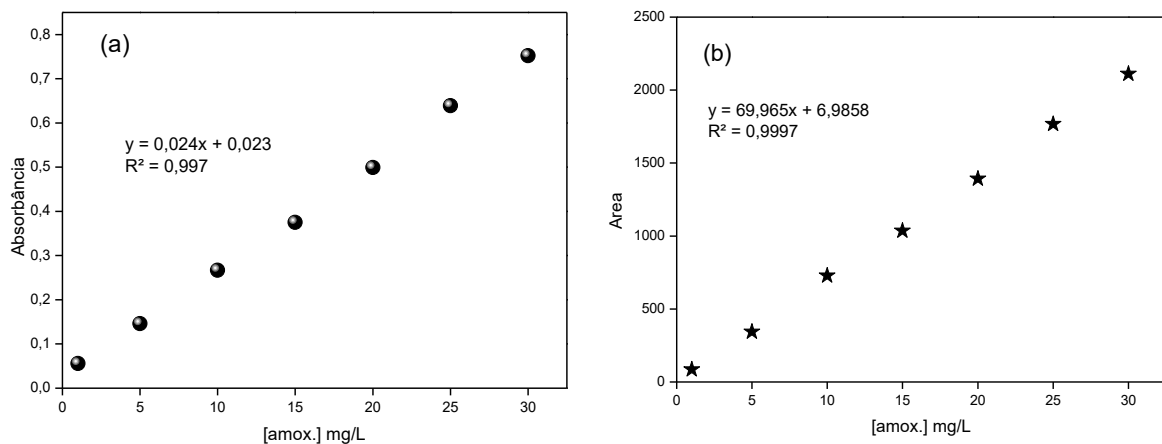 (a)
y = 0,024x + 0,023
R² = 0,997
Absorbância
0,8
0,7
0,6
0,5
0,4
0,3
0,2
0,1
0,0
0 5 10 15 20 25 30
[amox.] mg/L
(b)
y = 69,965x + 6,9858
R² = 0,9997
Area
2500
2000
1500
1000
500
0
0 5 10 15 20 25 30
[amox.] mg/L